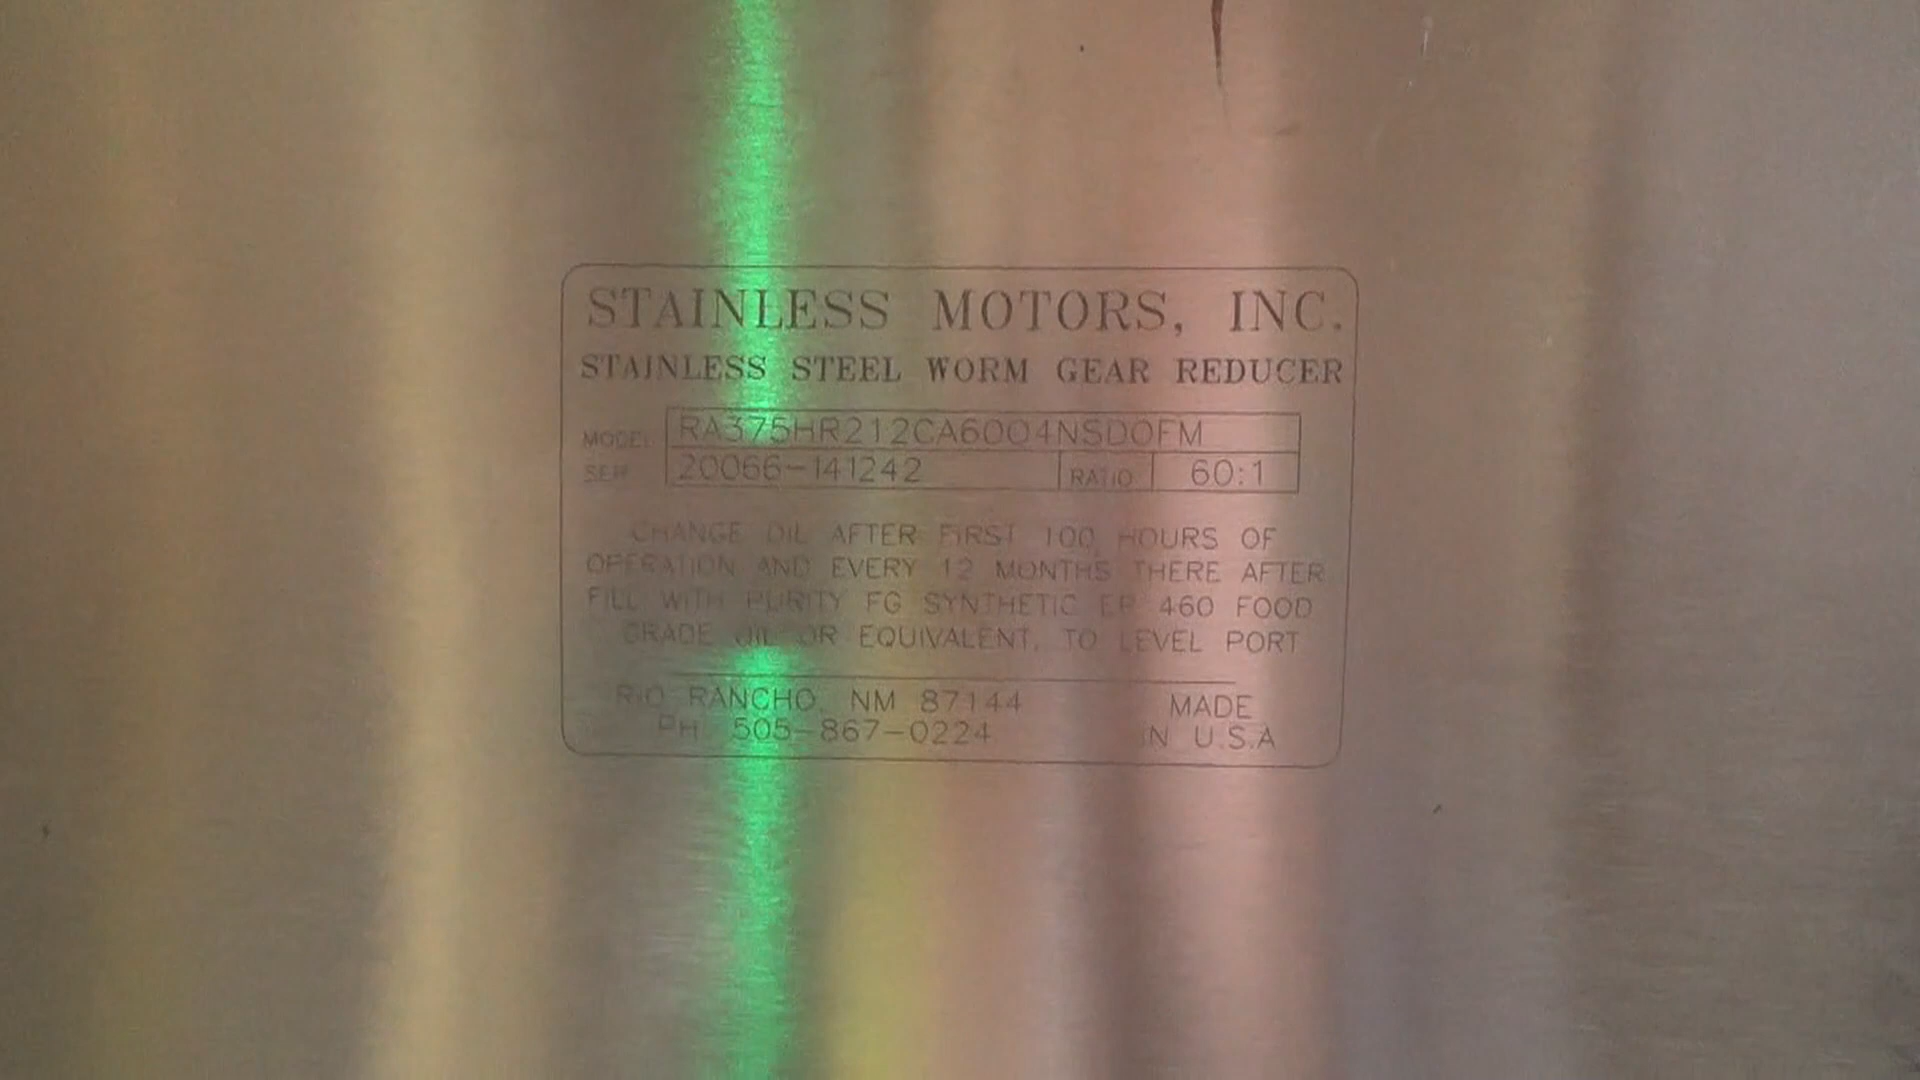 STAINLESS MOTORS, INC.
STAINLESS STEEL WORM GEAR REDUCER
MODEL RA375HR212CA6004NSDOFM
SER# 20066-141242 RATIO 60:1
CHANGE OIL AFTER FIRST 100 HOURS OF
OPERATION AND EVERY 12 MONTHS THERE AFTER
FILL WITH PURITY FG SYNTHETIC EP 460 FOOD
GRADE OIL OR EQUIVALENT, TO LEVEL PORT
RIO RANCHO, NM 87144 MADE
PH 505-867-0224 IN U.S.A